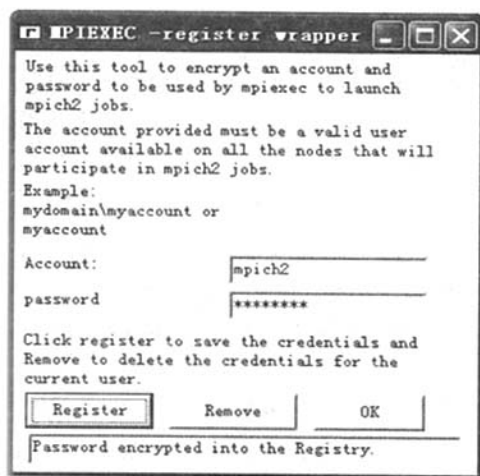 MPIEXEC -register wrapper
Use this tool to encrypt an account and
password to be used by mpiexec to launch
mpich2 jobs.
The account provided must be a valid user
account available on all the nodes that will
participate in mpich2 jobs.
Example:
mydomain\myaccount or
myaccount
Account: mpich2
password ********
Click register to save the credentials and
Remove to delete the credentials for the
current user.
Register Remove OK
Password encrypted into the Registry.